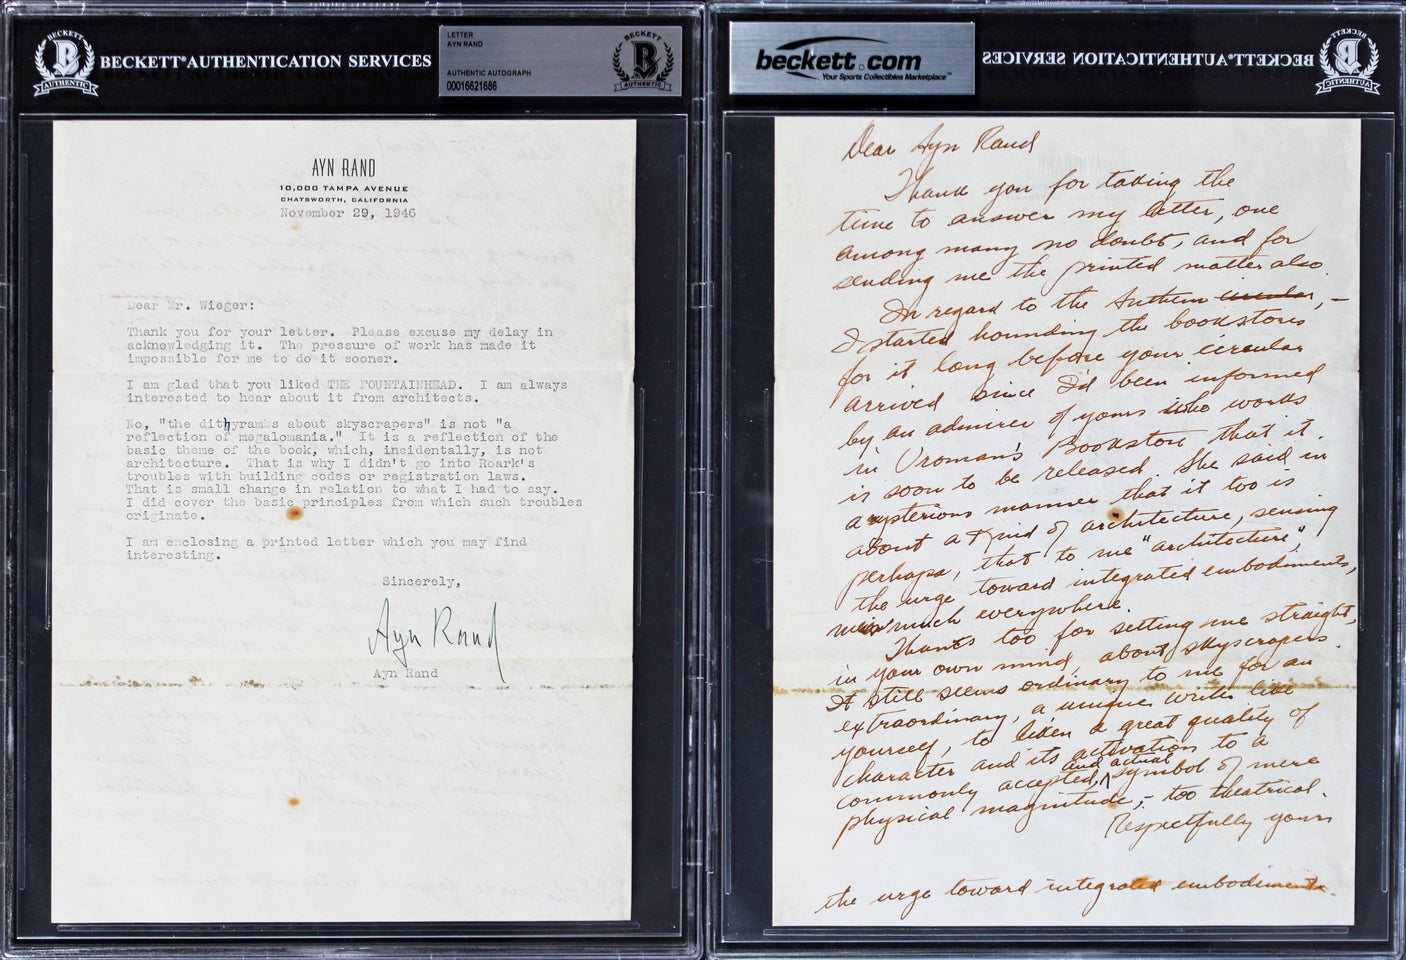 BECKETT
B
AUTHENTIC
BECKETT AUTHENTICATION SERVICES
LETTER
AYN RAND
AUTHENTIC AUTOGRAPH
00016621686
BECKETT
B
AUTHENTIC
AYN RAND
10,000 TAMPA AVENUE
CHATSWORTH, CALIFORNIA
November 29, 1946
Dear Mr. Wieger:
Thank you for your letter. Please excuse my delay in
acknowledging it. The pressure of work has made it
impossible for me to do it sooner.
I am glad that you liked THE FOUNTAINHEAD. I am always
interested to hear about it from architects.
No, "the dithyrambs about skyscrapers" is not "a
reflection of megalomania." It is a reflection of the
basic theme of the book, which, incidentally, is not
architecture. That is why I didn't go into Roark's
troubles with building codes or registration laws.
That is small change in relation to what I had to say.
I did cover the basic principles from which such troubles
originate.
I am enclosing a printed letter which you may find
interesting.
Sincerely,
Ayn Rand
Ayn Rand
beckett.com
Your Sports Collectibles Marketplace™
BECKETT AUTHENTICATION SERVICES
BECKETT
B
AUTHENTIC
Dear Ayn Rand
Thank you for taking the
time to answer my letter, one
among many no doubt, and for
sending me the printed matter also.
In regard to the Anthem circular, –
I started hounding the bookstores
for it long before your circular
arrived since I'd been informed
by an admirer of yours who works
in Vroman's Bookstore that it
is soon to be released. She said in
a mysterious manner that it too is
about a kind of architecture, sensing
perhaps, that to me "architecture",
the urge toward integrated embodiments,
much everywhere.
Thanks too for setting me straight,
in your own mind, about skyscrapers
It still seems ordinary to me for an
extraordinary, a unique writer like
yourself, to liken a great quality of
character and its activation to a
commonly accepted, and actual symbol of mere
physical magnitude, – too theatrical.
Respectfully yours
the urge toward integrated embodiments.